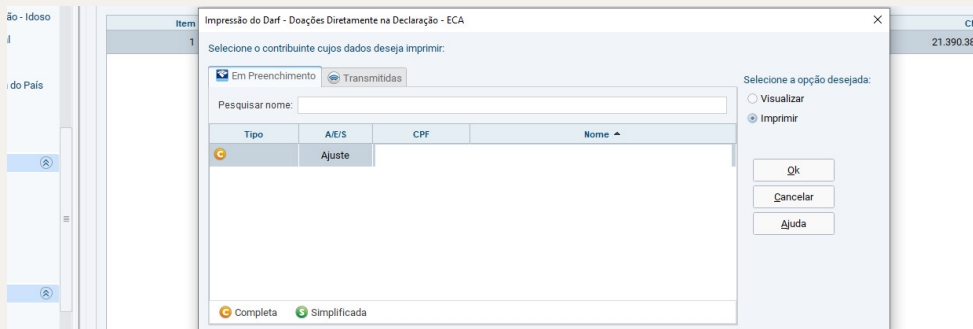 ão - Idoso
Item
Impressão do Darf - Doações Diretamente na Declaração - ECA
1
21.390.38
Selecione o contribuinte cujos dados deseja imprimir:
do País
Em Preenchimento
Transmitidas
Selecione a opção desejada:
Pesquisar nome:
Visualizar
Imprimir
Tipo
A/E/S
CPF
Nome
C
Ajuste
Ok
Cancelar
Ajuda
C Completa
S Simplificada